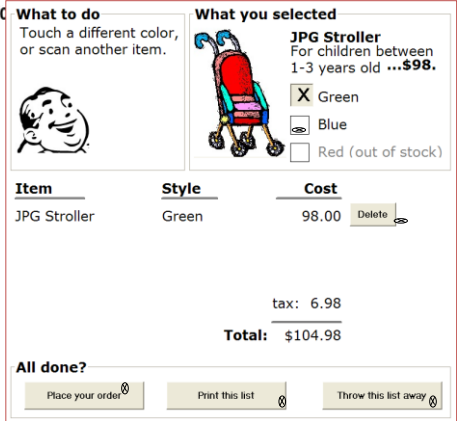 What to do
Touch a different color,
or scan another item.
What you selected
JPG Stroller
For children between
1-3 years old ...$98.
X Green
Blue
Red (out of stock)
Item Style Cost
JPG Stroller Green 98.00 Delete
tax: 6.98
Total: $104.98
All done?
Place your order Print this list Throw this list away